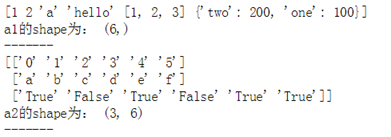 [1 2 'a' 'hello' [1, 2, 3] {'two': 200, 'one': 100}]
a1的shape为: (6,)
-------
[['0' '1' '2' '3' '4' '5']
 ['a' 'b' 'c' 'd' 'e' 'f']
 ['True' 'False' 'True' 'False' 'True' 'True']]
a2的shape为: (3, 6)
-------